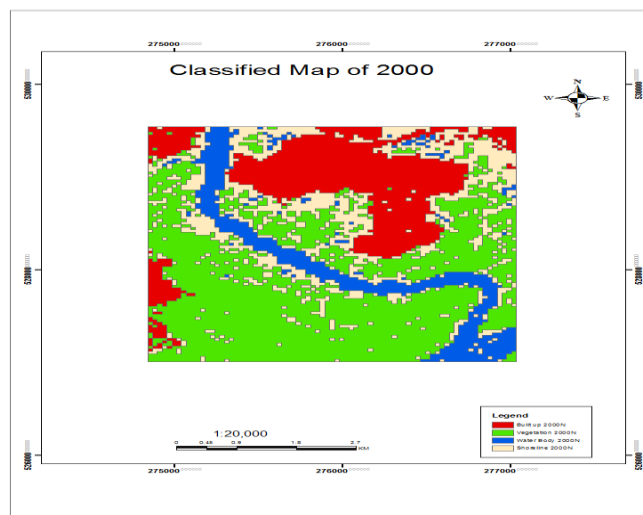 275000 276000 277000
Classified Map of 2000
N
W E
S
1:20,000
0 0.45 0.9 1.8 2.7
KM
Legend
Built up 2000N
Vegetation 2000N
Water Body 2000N
Shoreline 2000N
275000 276000 277000